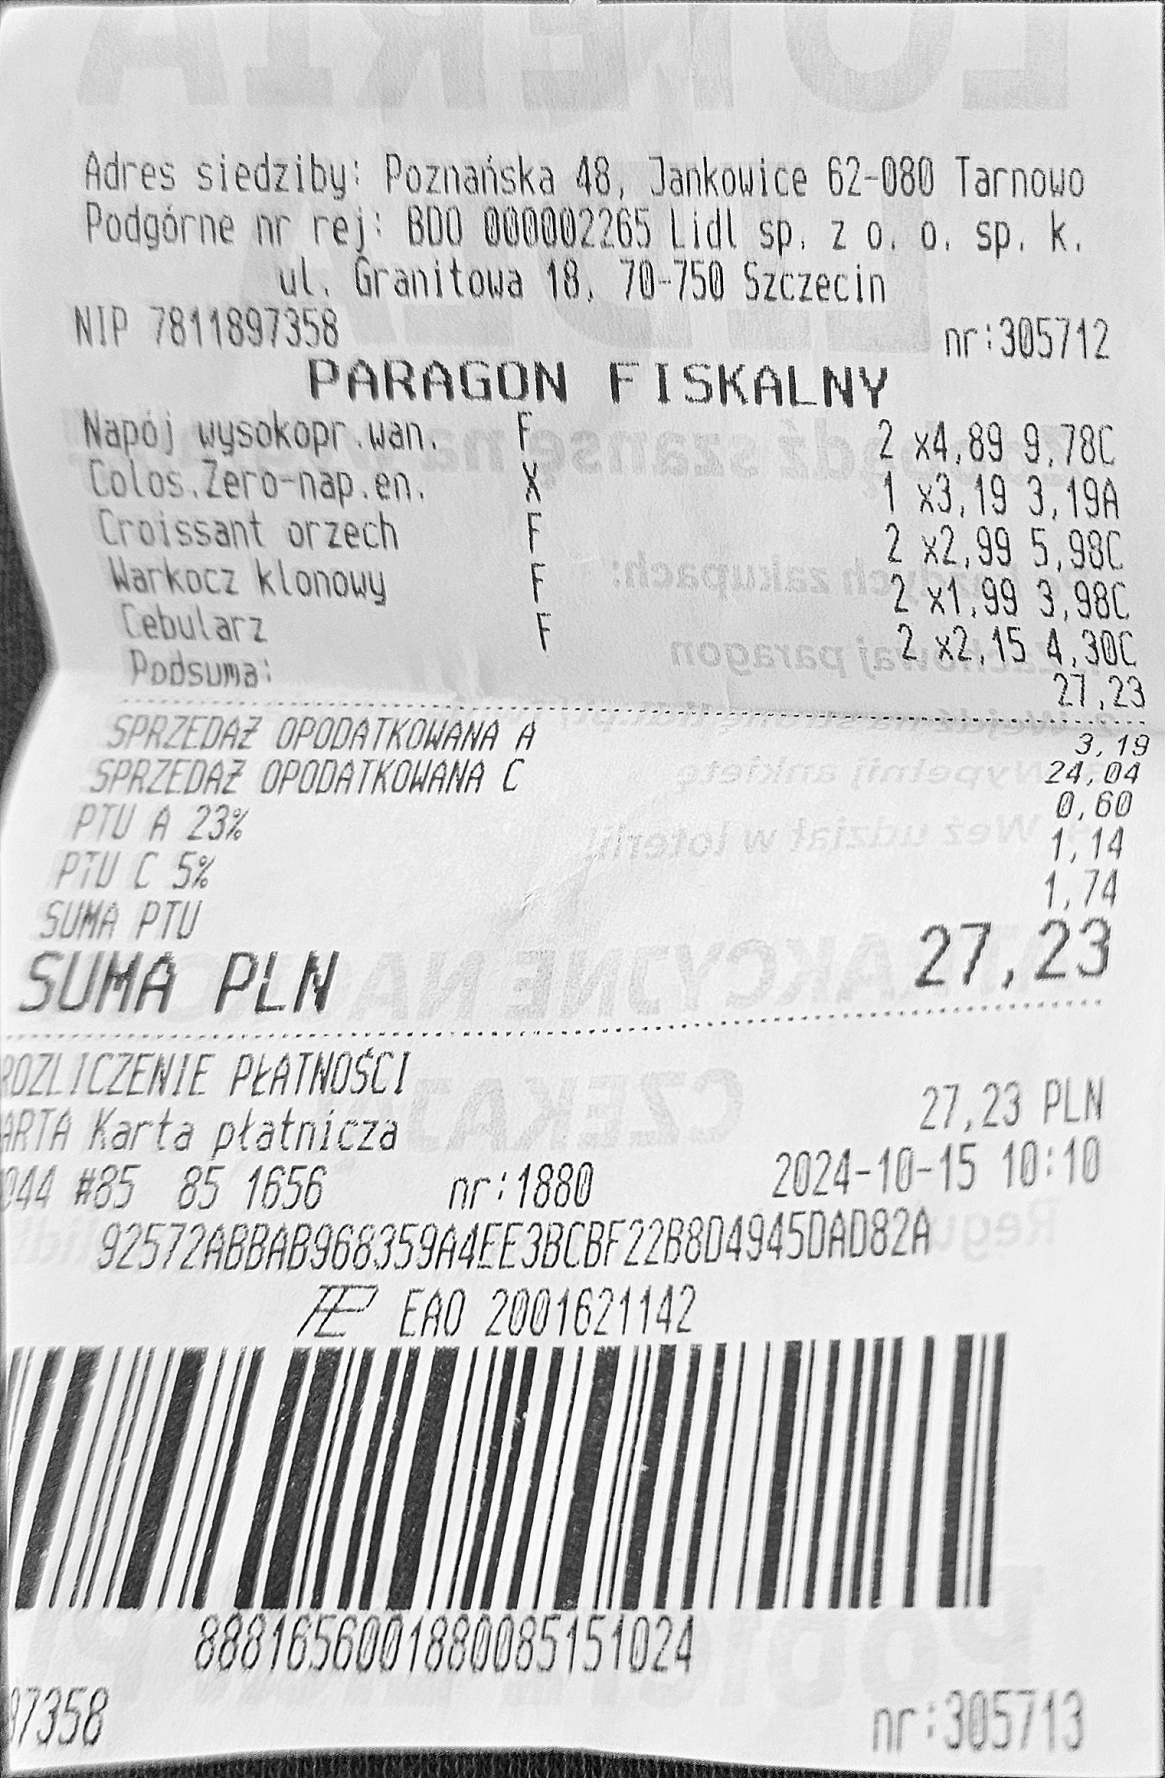 Adres siedziby: Poznańska 48, Jankowice 62-080 Tarnowo
Podgórne nr rej: BDO 000002265 Lidl sp. z o. o. sp. k.
ul. Granitowa 18, 70-750 Szczecin
NIP 7811897358 nr:305712
PARAGON FISKALNY
Napój wysokopr.wan. F 2 x4,89 9,78C
Colos.Zero-nap.en. X 1 x3,19 3,19A
Croissant orzech F 2 x2,99 5,98C
Warkocz klonowy F 2 x1,99 3,98C
Cebularz F 2 x2,15 4,30C
Podsuma: 27,23
SPRZEDAŻ OPODATKOWANA A 3,19
SPRZEDAŻ OPODATKOWANA C 24,04
PTU A 23% 0,60
PTU C 5% 1,14
SUMA PTU 1,74
SUMA PLN 27,23
ROZLICZENIE PŁATNOŚCI
ARTA Karta płatnicza 27,23 PLN
044 #85 85 1656 nr:1880 2024-10-15 10:10
92572ABBAB968359A4EE3BCBF22B8D4945DAD82A
EAO 2001621142
8881656001880085151024
97358 nr:305713